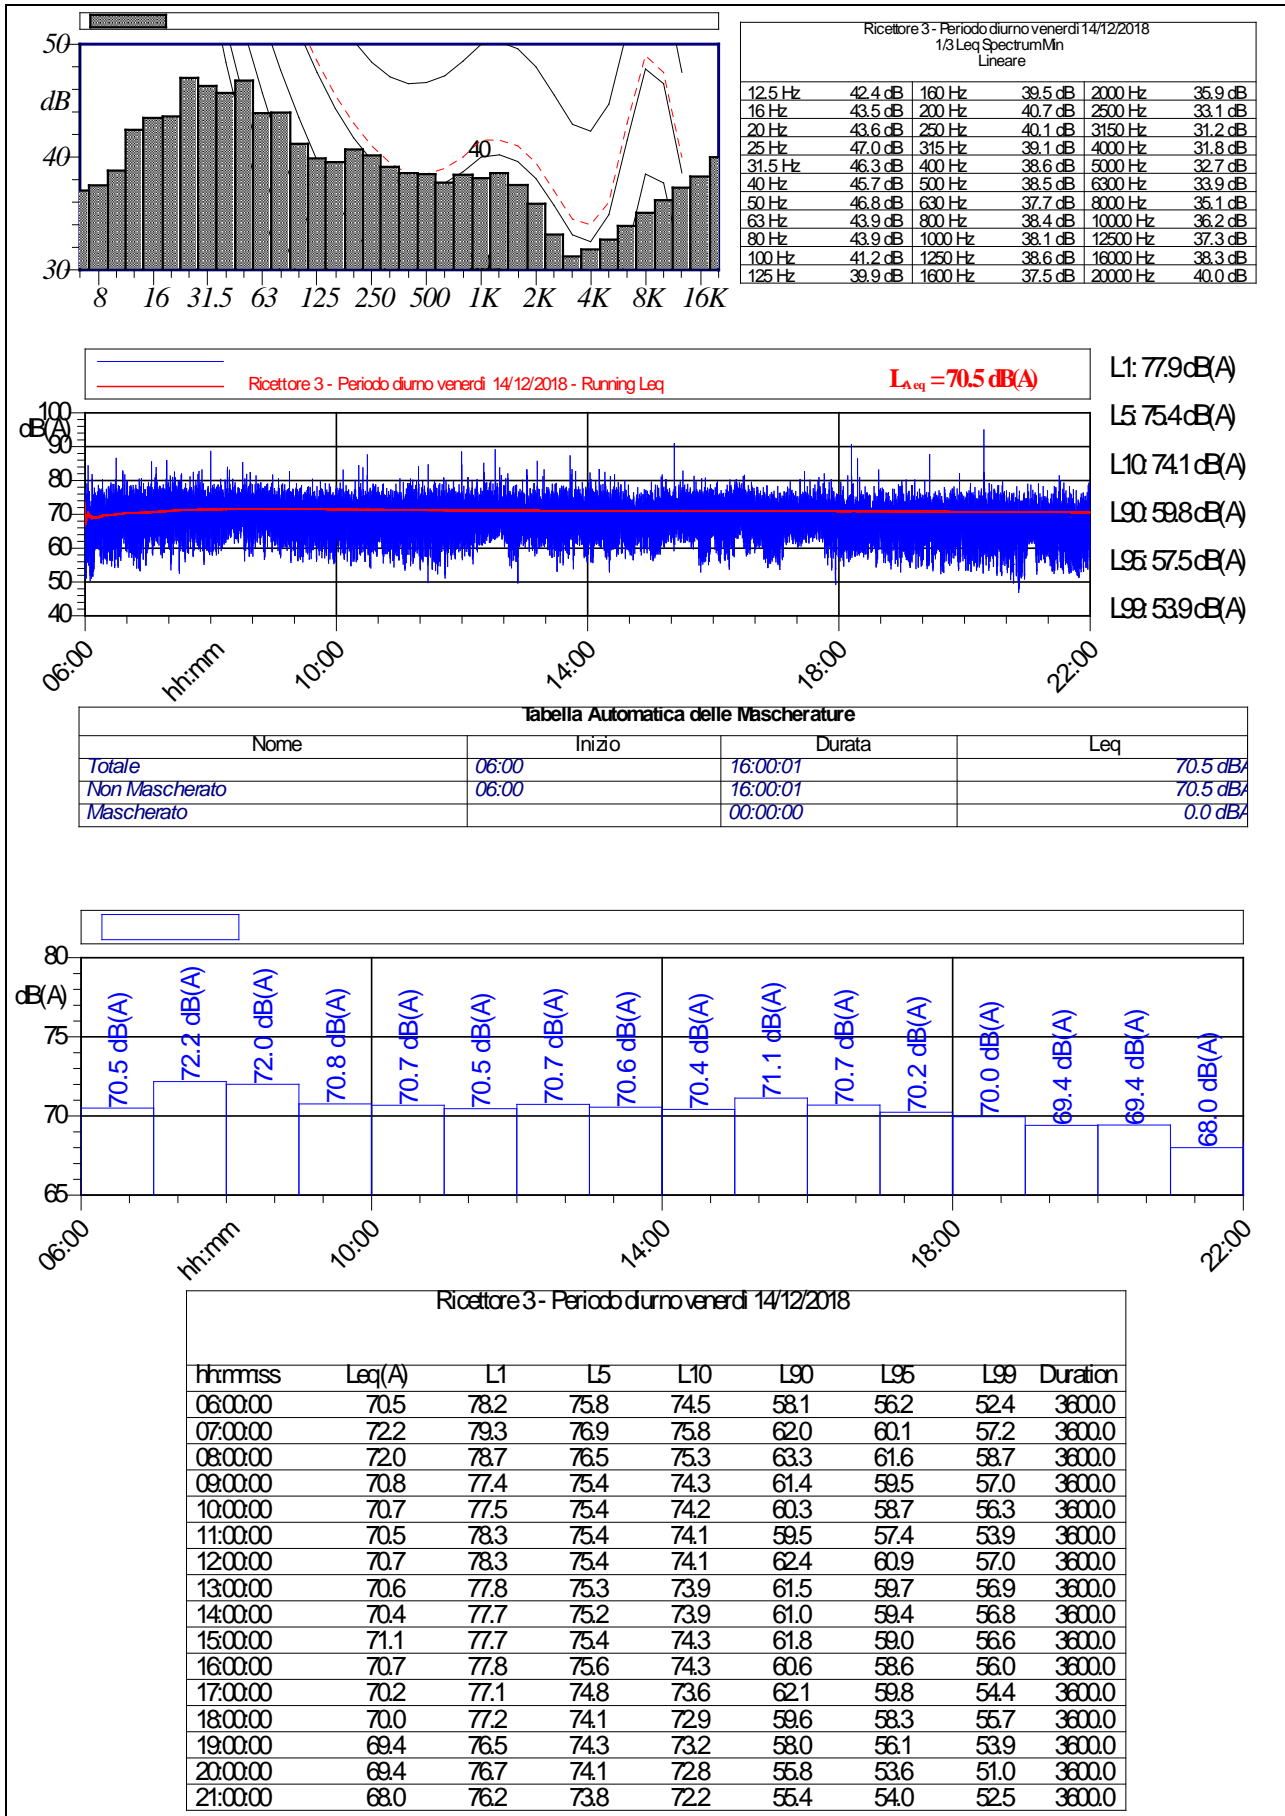 50
dB
40
30
40
8 16 31.5 63 125 250 500 1K 2K 4K 8K 16K
Ricettore 3 - Periodo diurno venerdì 14/12/2018
1/3 Leq Spectrum Min
Lineare
12.5 Hz 42.4 dB 160 Hz 39.5 dB 2000 Hz 35.9 dB
16 Hz 43.5 dB 200 Hz 40.7 dB 2500 Hz 33.1 dB
20 Hz 43.6 dB 250 Hz 40.1 dB 3150 Hz 31.2 dB
25 Hz 47.0 dB 315 Hz 39.1 dB 4000 Hz 31.8 dB
31.5 Hz 46.3 dB 400 Hz 38.6 dB 5000 Hz 32.7 dB
40 Hz 45.7 dB 500 Hz 38.5 dB 6300 Hz 33.9 dB
50 Hz 46.8 dB 630 Hz 37.7 dB 8000 Hz 35.1 dB
63 Hz 43.9 dB 800 Hz 38.4 dB 10000 Hz 36.2 dB
80 Hz 43.9 dB 1000 Hz 38.1 dB 12500 Hz 37.3 dB
100 Hz 41.2 dB 1250 Hz 38.6 dB 16000 Hz 38.3 dB
125 Hz 39.9 dB 1600 Hz 37.5 dB 20000 Hz 40.0 dB
Ricettore 3 - Periodo diurno venerdì 14/12/2018 - Running Leq
LAeq = 70.5 dB(A)
L1: 77.9 dB(A)
L5: 75.4 dB(A)
L10: 74.1 dB(A)
L90: 59.8 dB(A)
L95: 57.5 dB(A)
L99: 53.9 dB(A)
100
dB(A)
90
80
70
60
50
40
06:00 hh:mm 10:00 14:00 18:00 22:00
Tabella Automatica delle Mascherature
Nome Inizio Durata Leq
Totale 06:00 16:00:01 70.5 dBA
Non Mascherato 06:00 16:00:01 70.5 dBA
Mascherato 00:00:00 0.0 dBA
80
dB(A)
75
70
65
70.5 dB(A) 72.2 dB(A) 72.0 dB(A) 70.8 dB(A) 70.7 dB(A) 70.5 dB(A) 70.7 dB(A) 70.6 dB(A) 70.4 dB(A) 71.1 dB(A) 70.7 dB(A) 70.2 dB(A) 70.0 dB(A) 69.4 dB(A) 69.4 dB(A) 68.0 dB(A)
06:00 hh:mm 10:00 14:00 18:00 22:00
Ricettore 3 - Periodo diurno venerdì 14/12/2018
hh:mm:ss Leq(A) L1 L5 L10 L90 L95 L99 Duration
06:00:00 70.5 78.2 75.8 74.5 58.1 56.2 52.4 3600.0
07:00:00 72.2 79.3 76.9 75.8 62.0 60.1 57.2 3600.0
08:00:00 72.0 78.7 76.5 75.3 63.3 61.6 58.7 3600.0
09:00:00 70.8 77.4 75.4 74.3 61.4 59.5 57.0 3600.0
10:00:00 70.7 77.5 75.4 74.2 60.3 58.7 56.3 3600.0
11:00:00 70.5 78.3 75.4 74.1 59.5 57.4 53.9 3600.0
12:00:00 70.7 78.3 75.4 74.1 62.4 60.9 57.0 3600.0
13:00:00 70.6 77.8 75.3 73.9 61.5 59.7 56.9 3600.0
14:00:00 70.4 77.7 75.2 73.9 61.0 59.4 56.8 3600.0
15:00:00 71.1 77.7 75.4 74.3 61.8 59.0 56.6 3600.0
16:00:00 70.7 77.8 75.6 74.3 60.6 58.6 56.0 3600.0
17:00:00 70.2 77.1 74.8 73.6 62.1 59.8 54.4 3600.0
18:00:00 70.0 77.2 74.1 72.9 59.6 58.3 55.7 3600.0
19:00:00 69.4 76.5 74.3 73.2 58.0 56.1 53.9 3600.0
20:00:00 69.4 76.7 74.1 72.8 55.8 53.6 51.0 3600.0
21:00:00 68.0 76.2 73.8 72.2 55.4 54.0 52.5 3600.0